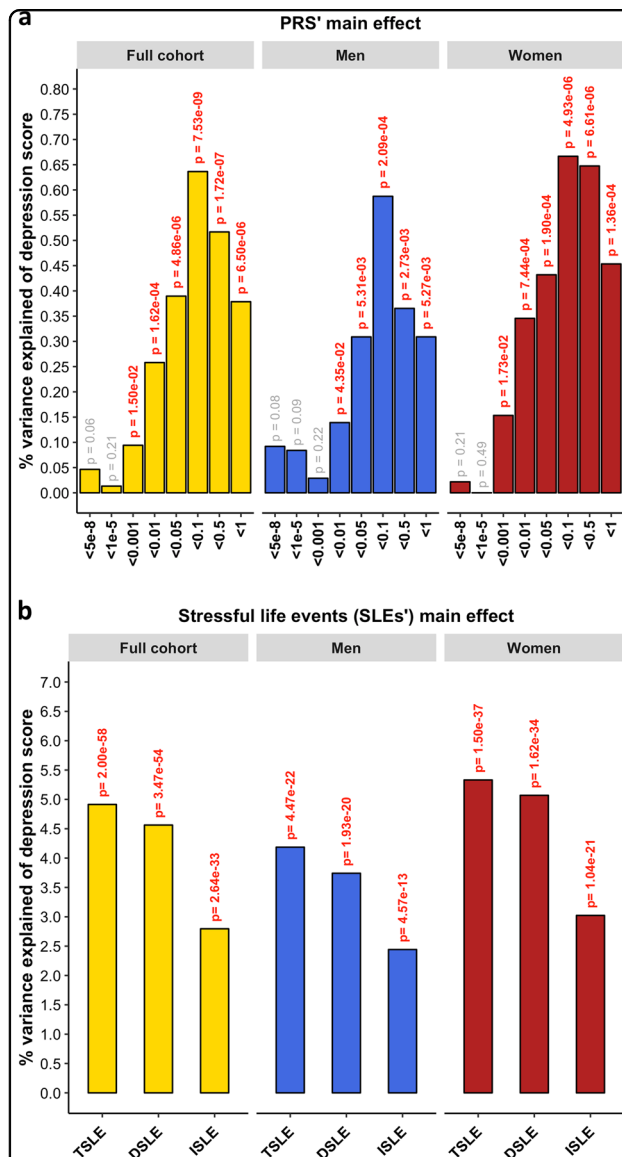 a
PRS' main effect
Full cohort
Men
Women
% variance explained of depression score
0.80
0.75
0.70
0.65
0.60
0.55
0.50
0.45
0.40
0.35
0.30
0.25
0.20
0.15
0.10
0.05
0.00
p = 0.06
p = 0.21
p = 1.50e-02
p = 1.62e-04
p = 4.86e-06
p = 7.53e-09
p = 1.72e-07
p = 6.50e-06
p = 0.08
p = 0.09
p = 0.22
p = 4.35e-02
p = 5.31e-03
p = 2.09e-04
p = 2.73e-03
p = 5.27e-03
p = 0.21
p = 0.49
p = 1.73e-02
p = 7.44e-04
p = 1.90e-04
p = 4.93e-06
p = 6.61e-06
p = 1.36e-04
<5e-8
<1e-5
<0.001
<0.01
<0.05
<0.1
<0.5
<1
<5e-8
<1e-5
<0.001
<0.01
<0.05
<0.1
<0.5
<1
<5e-8
<1e-5
<0.001
<0.01
<0.05
<0.1
<0.5
<1
b
Stressful life events (SLEs') main effect
Full cohort
Men
Women
% variance explained of depression score
7.0
6.5
6.0
5.5
5.0
4.5
4.0
3.5
3.0
2.5
2.0
1.5
1.0
0.5
0.0
p= 2.00e-58
p= 3.47e-54
p= 2.64e-33
p= 4.47e-22
p= 1.93e-20
p= 4.57e-13
p= 1.50e-37
p= 1.62e-34
p= 1.04e-21
TSLE
DSLE
ISLE
TSLE
DSLE
ISLE
TSLE
DSLE
ISLE